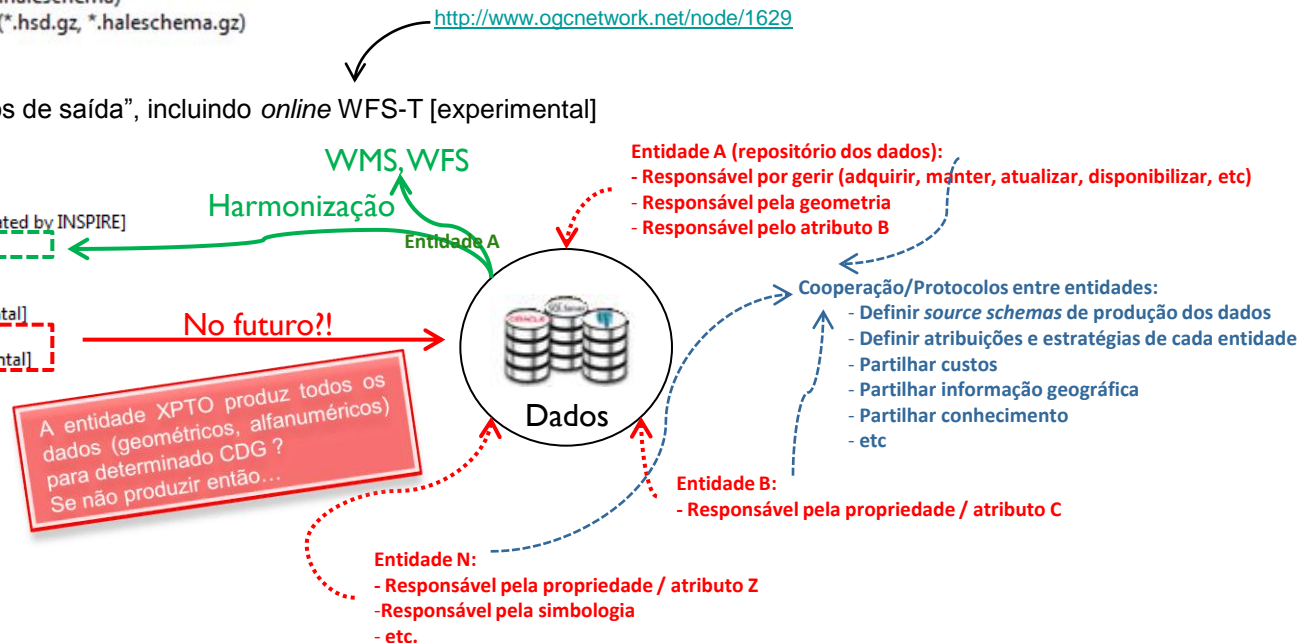 (*.hsd.gz, *.haleschema.gz)
http://www.ogcnetwork.net/node/1629
os de saída”, incluindo online WFS-T [experimental]
WMS, WFS
Harmonização
Entidade A
ated by INSPIRE]
Entidade A (repositório dos dados):
- Responsável por gerir (adquirir, manter, atualizar, disponibilizar, etc)
- Responsável pela geometria
- Responsável pelo atributo B
Cooperação/Protocolos entre entidades:
- Definir source schemas de produção dos dados
- Definir atribuições e estratégias de cada entidade
- Partilhar custos
- Partilhar informação geográfica
- Partilhar conhecimento
- etc
ntal]
No futuro?!
ntal]
ORACLE
SQL Server
Dados
A entidade XPTO produz todos os
dados (geométricos, alfanuméricos)
para determinado CDG ?
Se não produzir então…
Entidade B:
- Responsável pela propriedade / atributo C
Entidade N:
- Responsável pela propriedade / atributo Z
-Responsável pela simbologia
- etc.